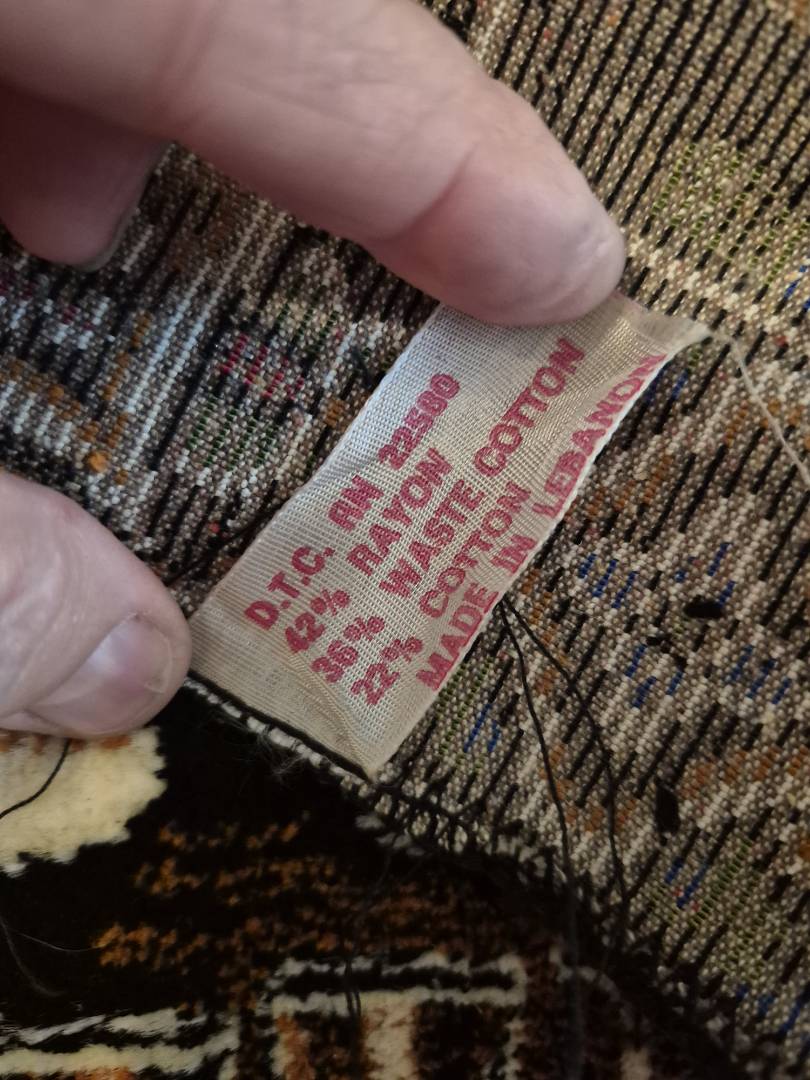 D.T.C. RN 22580
42% RAYON
36% WASTE COTTON
22% COTTON
MADE IN LEBANON